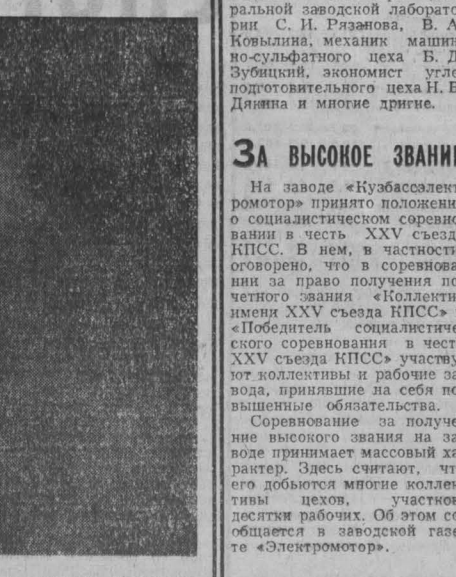 ральной заводской лаборато
рии С. И. Рязанова, В. А
Ковылина, механик машин
но-сульфатного цеха Б. Д
Зубицкий, экономист угле
подготовительного цеха Н. Е
Дякина и многие дригие.
ЗА ВЫСОКОЕ ЗВАНИЕ
На заводе «Кузбассэлект
ромотор» принято положени
о социалистическом соревно
вании в честь XXV съезд
КПСС. В нем, в частности
оговорено, что в соревнова
нии за право получения по
четного звания «Коллекти
имени XXV съезда КПСС»
«Победитель социалистиче
ского соревнования в чест
XXV съезда КПСС» участву
ют коллективы и рабочие за
вода, принявшие на себя по
вышенные обязательства.
Соревнование за получе
ние высокого звания на за
воде принимает массовый ха
рактер. Здесь считают, чт
его добьются многие коллек
тивы цехов, участков
десятки рабочих. Об этом со
общается в заводской газе
те «Электромотор».